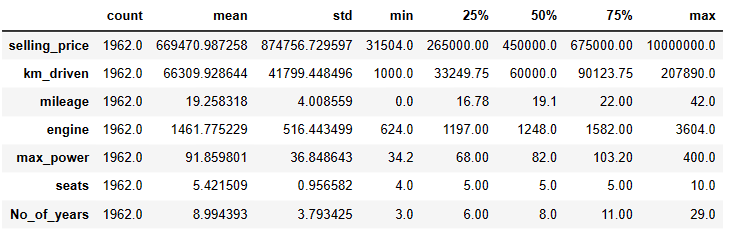 count mean std min 25% 50% 75% max
selling_price 1962.0 669470.987258 874756.729597 31504.0 265000.00 450000.0 675000.00 10000000.0
km_driven 1962.0 66309.928644 41799.448496 1000.0 33249.75 60000.0 90123.75 207890.0
mileage 1962.0 19.258318 4.008559 0.0 16.78 19.1 22.00 42.0
engine 1962.0 1461.775229 516.443499 624.0 1197.00 1248.0 1582.00 3604.0
max_power 1962.0 91.859801 36.848643 34.2 68.00 82.0 103.20 400.0
seats 1962.0 5.421509 0.956582 4.0 5.00 5.0 5.00 10.0
No_of_years 1962.0 8.994393 3.793425 3.0 6.00 8.0 11.00 29.0